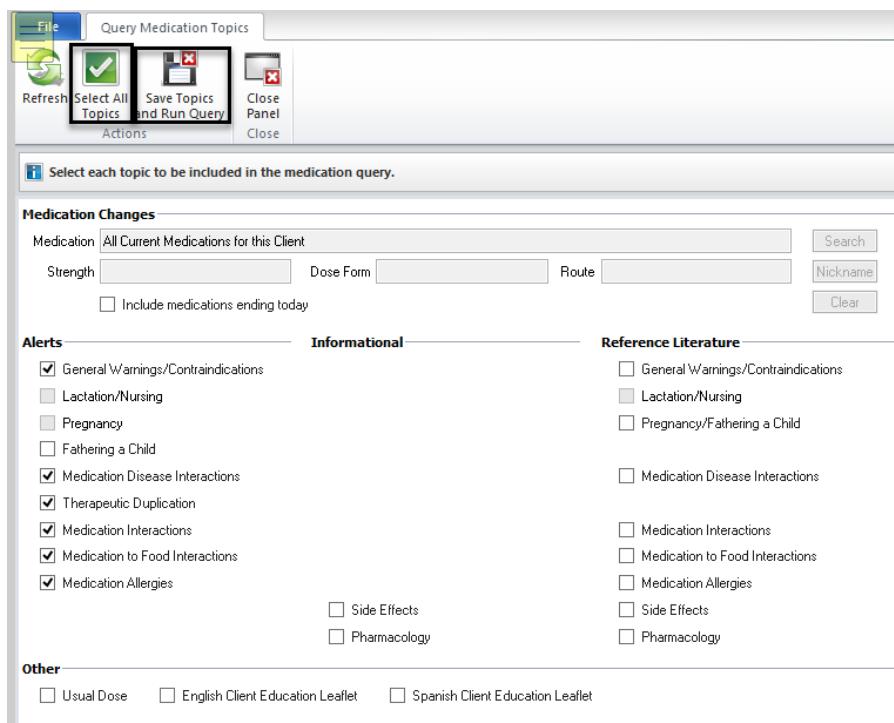 File Query Medication Topics
Refresh Select All Topics Save Topics and Run Query Close Panel
Actions Close
Select each topic to be included in the medication query.
Medication Changes
Medication All Current Medications for this Client Search
Strength Dose Form Route Nickname
Include medications ending today Clear
Alerts Informational Reference Literature
General Warnings/Contraindications General Warnings/Contraindications
Lactation/Nursing Lactation/Nursing
Pregnancy Pregnancy/Fathering a Child
Fathering a Child
Medication Disease Interactions Medication Disease Interactions
Therapeutic Duplication
Medication Interactions Medication Interactions
Medication to Food Interactions Medication to Food Interactions
Medication Allergies Medication Allergies
Side Effects Side Effects
Pharmacology Pharmacology
Other
Usual Dose English Client Education Leaflet Spanish Client Education Leaflet